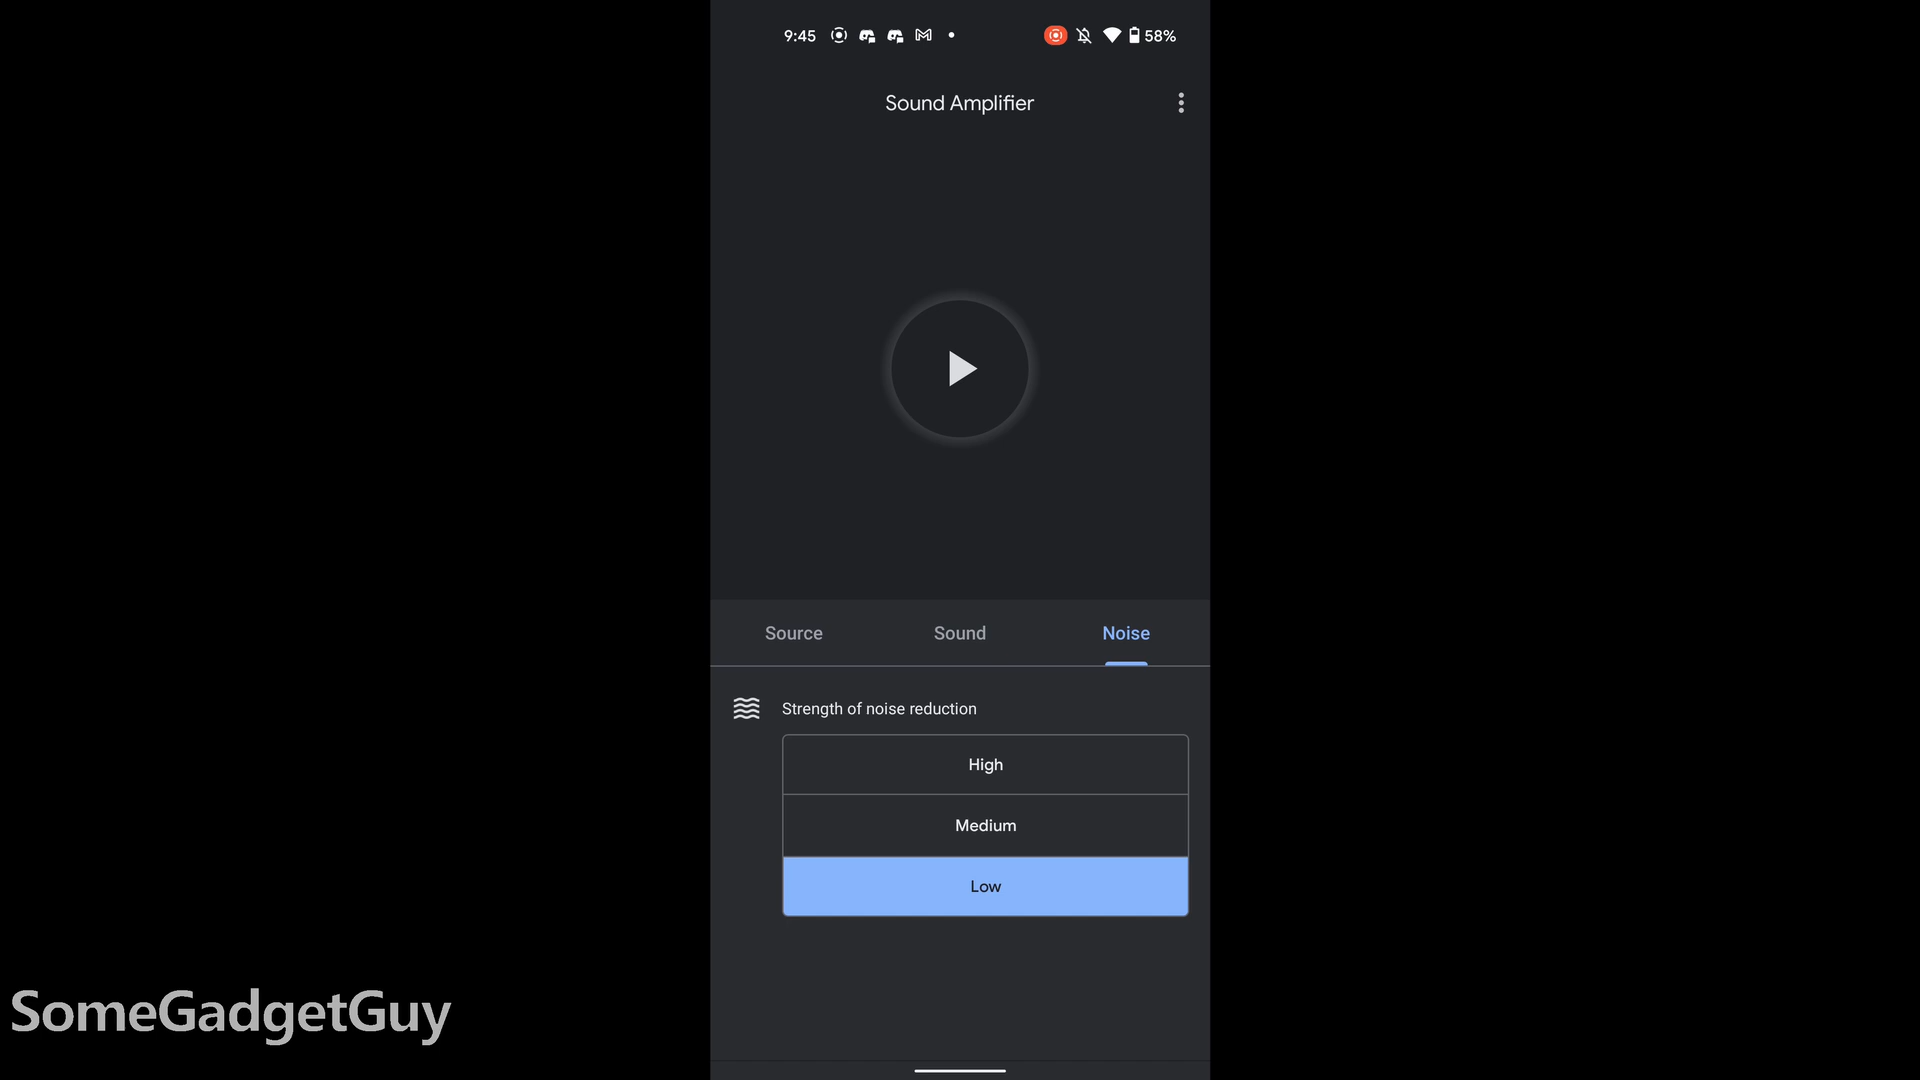 9:45
58%
Sound Amplifier
Source
Sound
Noise
Strength of noise reduction
High
Medium
Low
SomeGadgetGuy